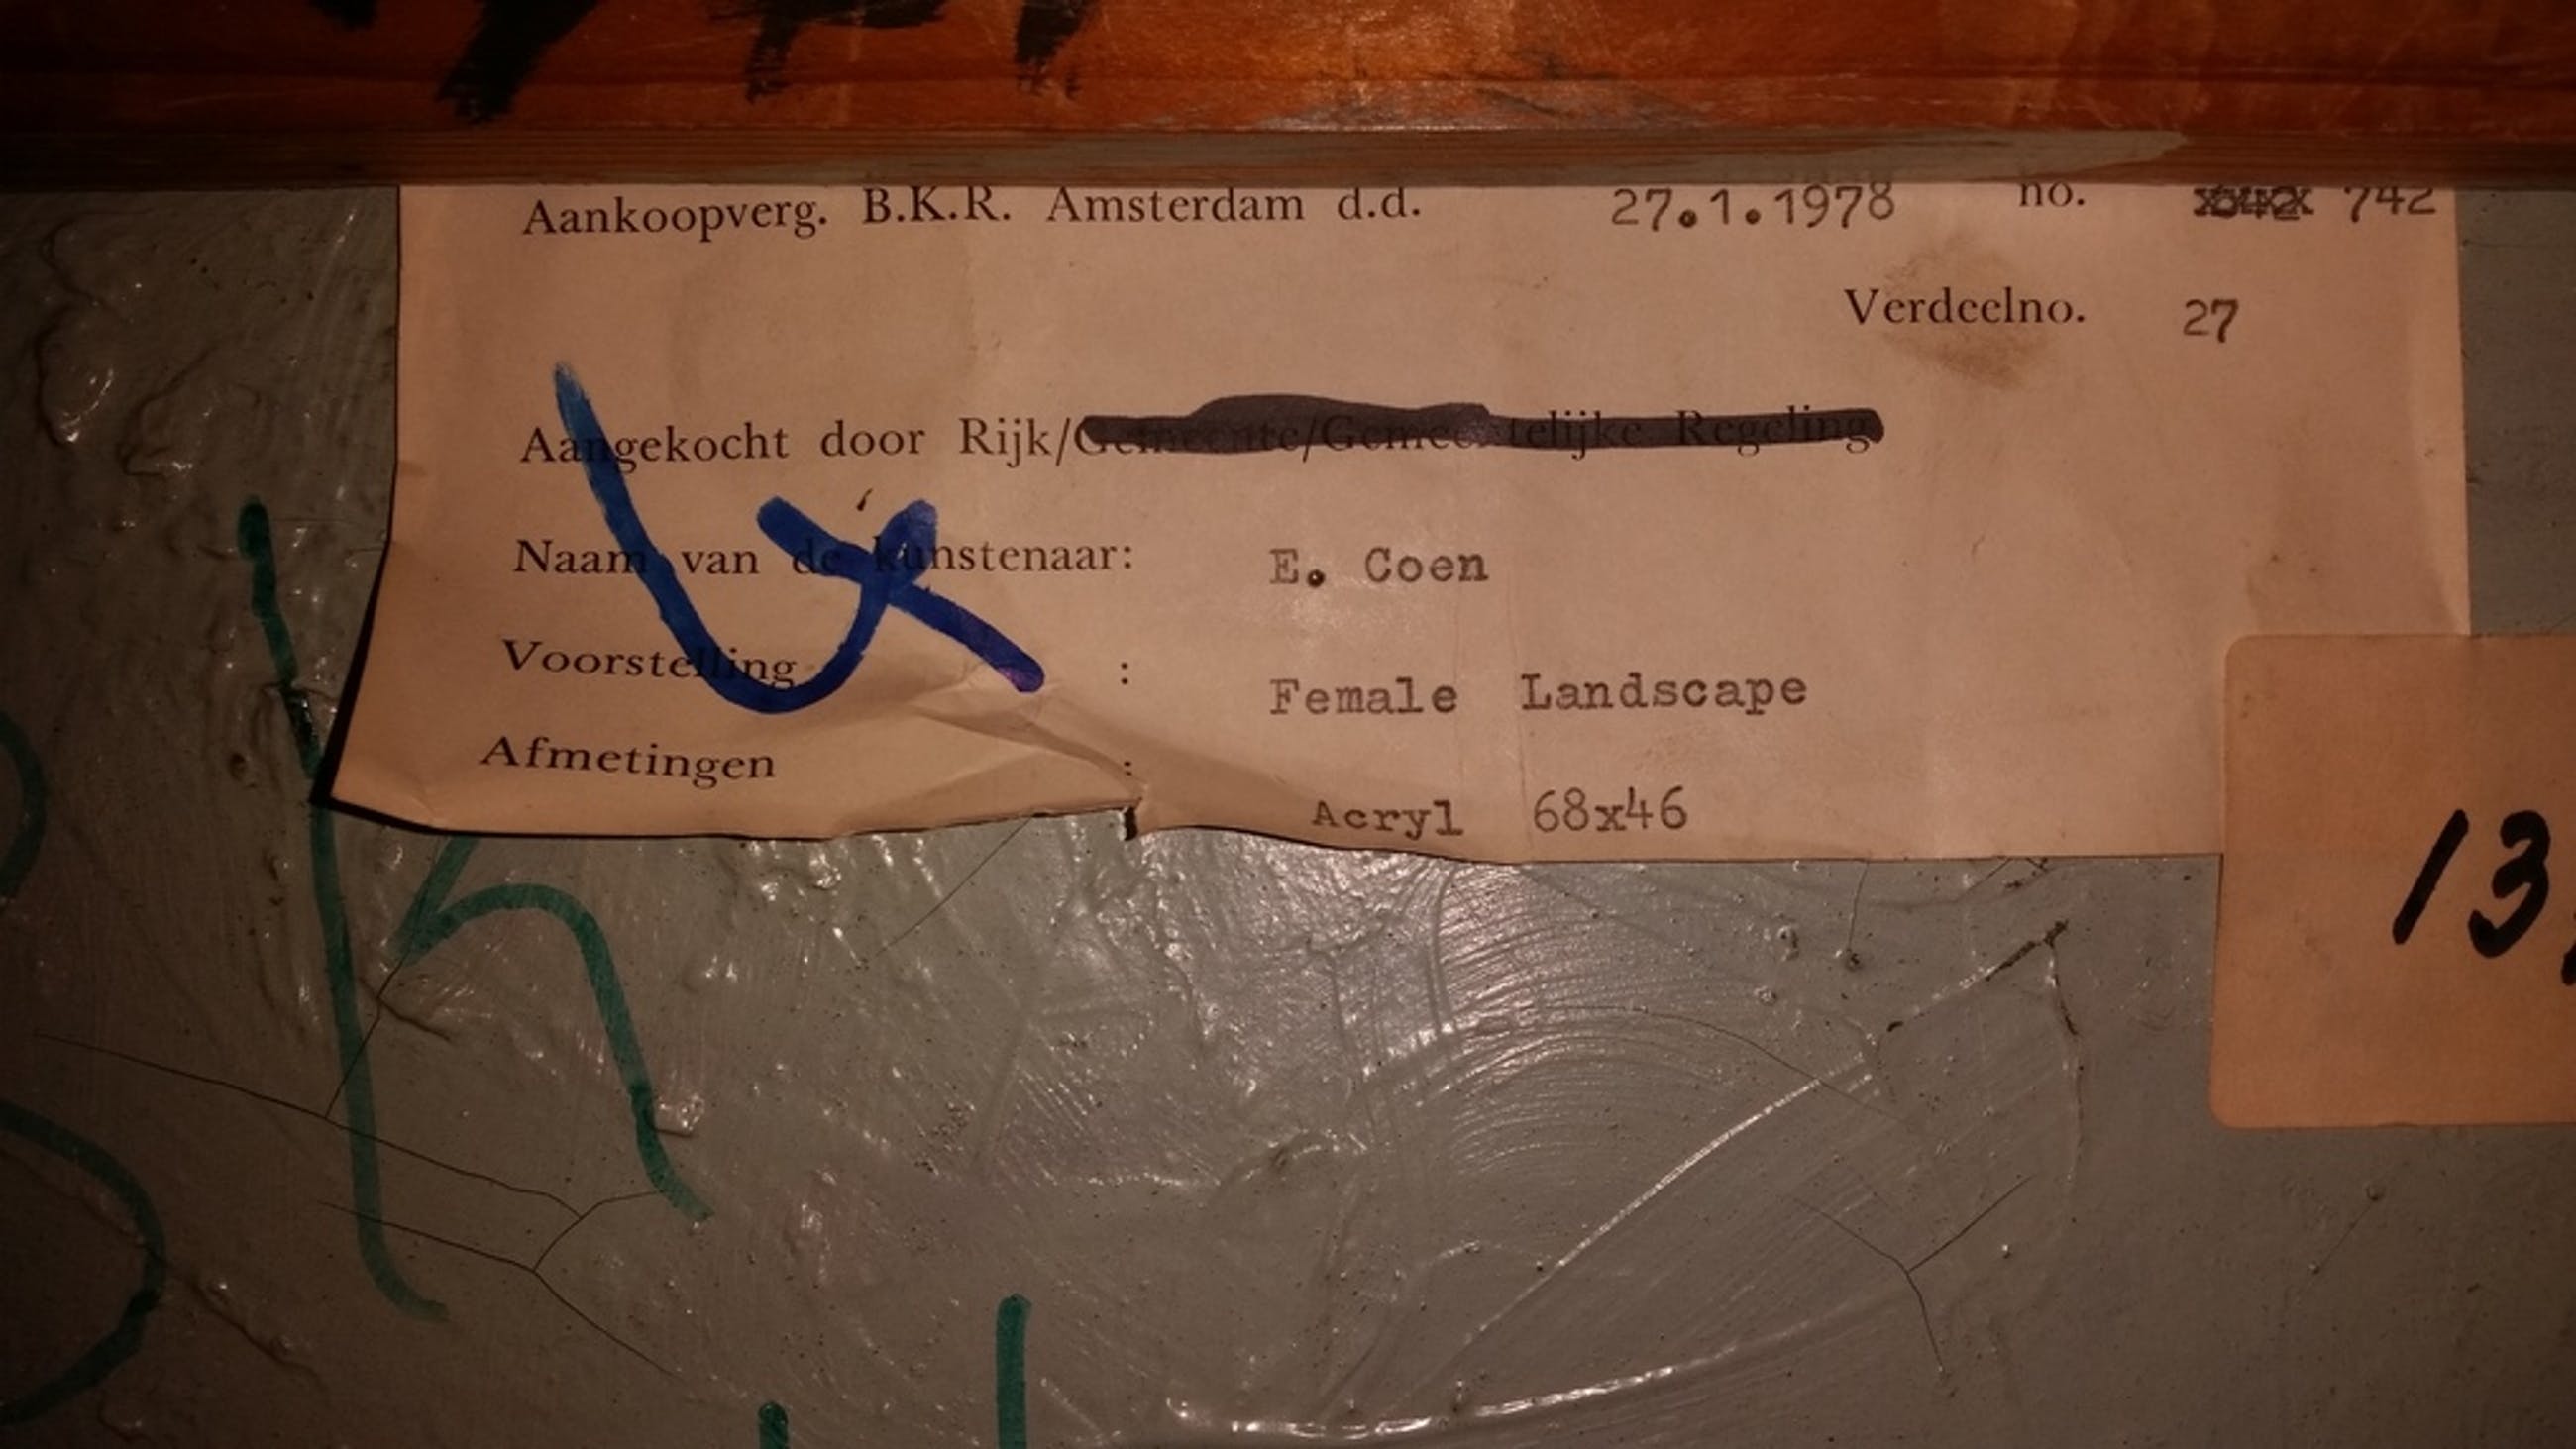 Aankoopverg. B.K.R. Amsterdam d.d. 27.1.1978 no. 742
Verdeelno. 27
Aangekocht door Rijk/Gemeente/Gemeentelijke Regeling
Naam van de kunstenaar: E. Coen
Voorstelling : Female Landscape
Afmetingen : Acryl 68x46
13